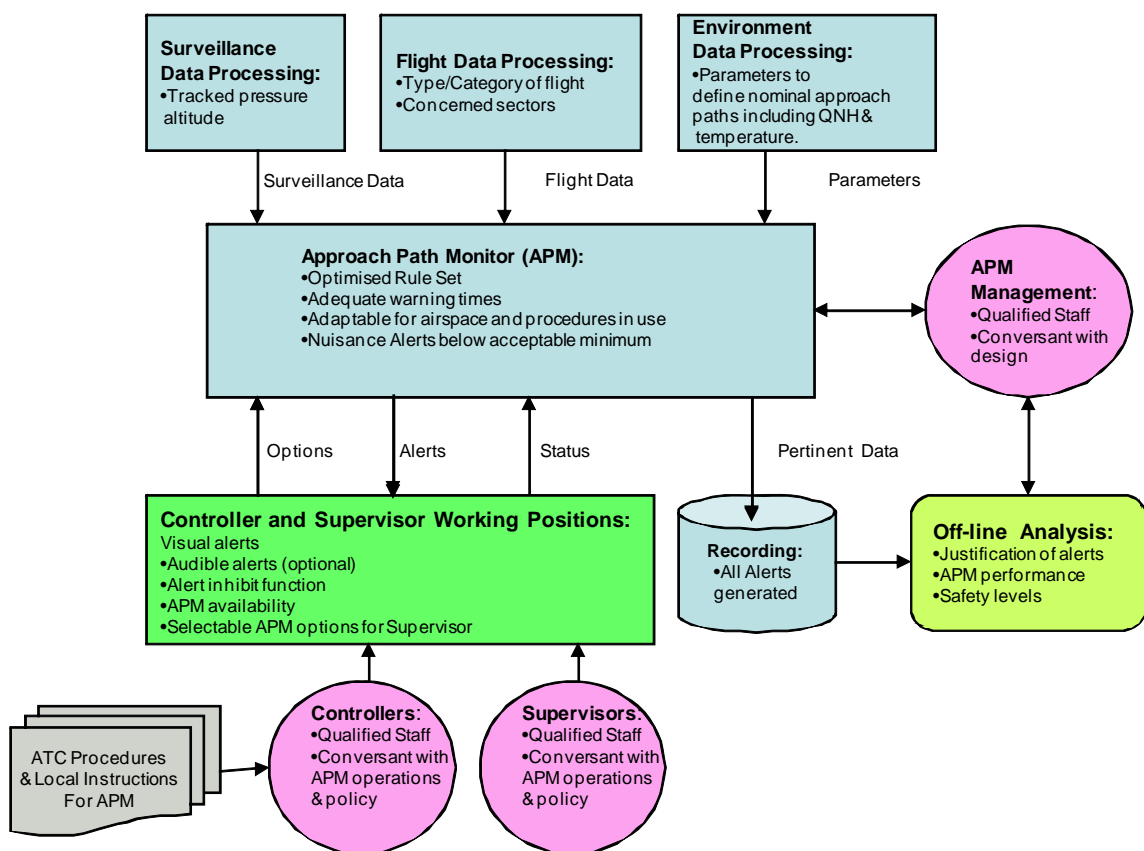 Surveillance
Data Processing:
•Tracked pressure
altitude
Flight Data Processing:
•Type/Category of flight
•Concerned sectors
Environment
Data Processing:
•Parameters to
define nominal approach
paths including QNH &
temperature.
Surveillance Data
Flight Data
Parameters
Approach Path Monitor (APM):
•Optimised Rule Set
•Adequate warning times
•Adaptable for airspace and procedures in use
•Nuisance Alerts below acceptable minimum
APM
Management:
•Qualified Staff
•Conversant with
design
Options
Alerts
Status
Pertinent Data
Controller and Supervisor Working Positions:
Visual alerts
•Audible alerts (optional)
•Alert inhibit function
•APM availability
•Selectable APM options for Supervisor
Recording:
•All Alerts
generated
Off-line Analysis:
•Justification of alerts
•APM performance
•Safety levels
ATC Procedures
& Local Instructions
For APM
Controllers:
•Qualified Staff
•Conversant with
APM operations
& policy
Supervisors:
•Qualified Staff
•Conversant with
APM operations
& policy